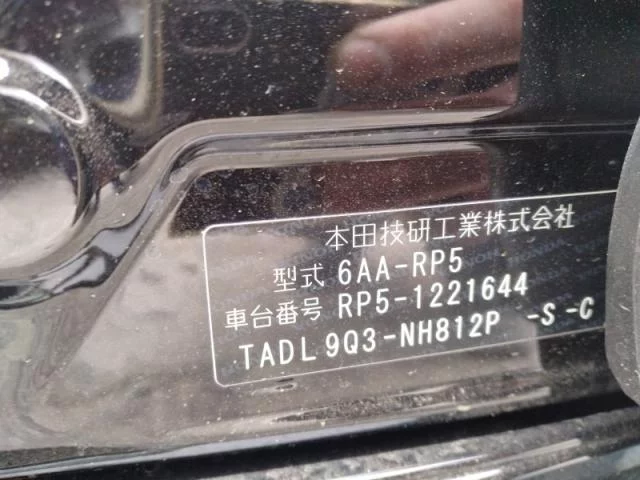 本田技研工業株式会社
型式 6AA-RP5
車台番号 RP5-1221644
TADL 9Q3-NH812P -S -C